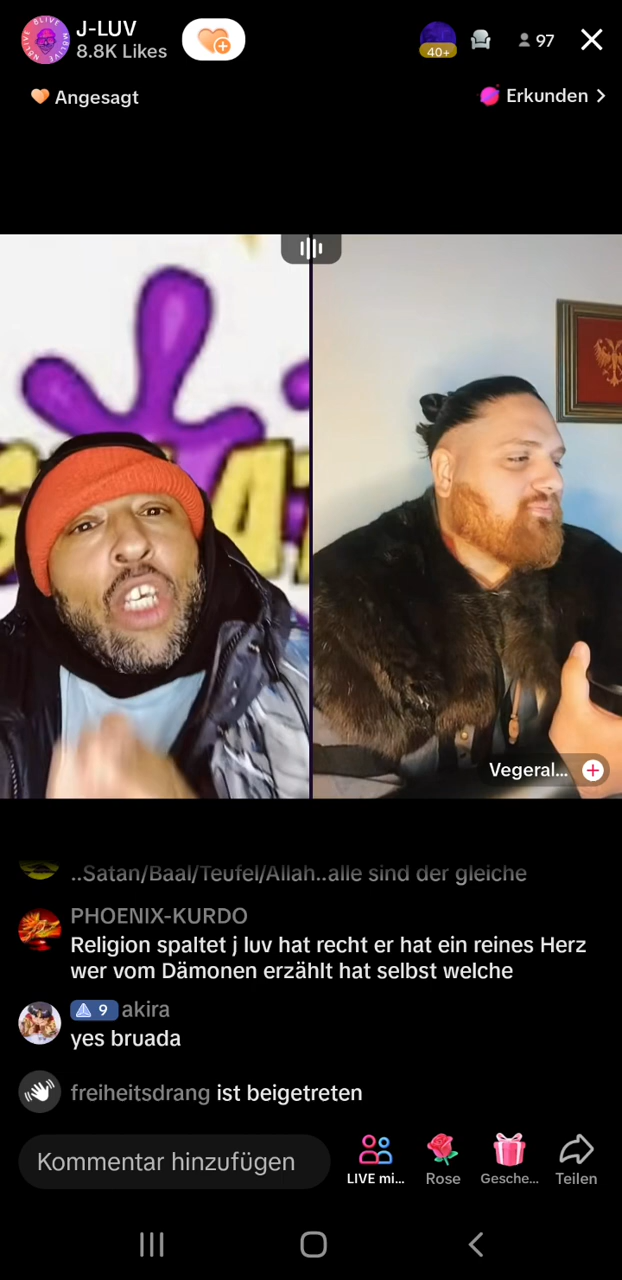 J-LUV
8.8K Likes
40+
97
Angesagt
Erkunden
Vegeral...
..Satan/Baal/Teufel/Allah..alle sind der gleiche
PHOENIX-KURDO
Religion spaltet j luv hat recht er hat ein reines Herz
wer vom Dämonen erzählt hat selbst welche
9 akira
yes bruada
freiheitsdrang ist beigetreten
Kommentar hinzufügen
LIVE mi...
Rose
Gesche...
Teilen